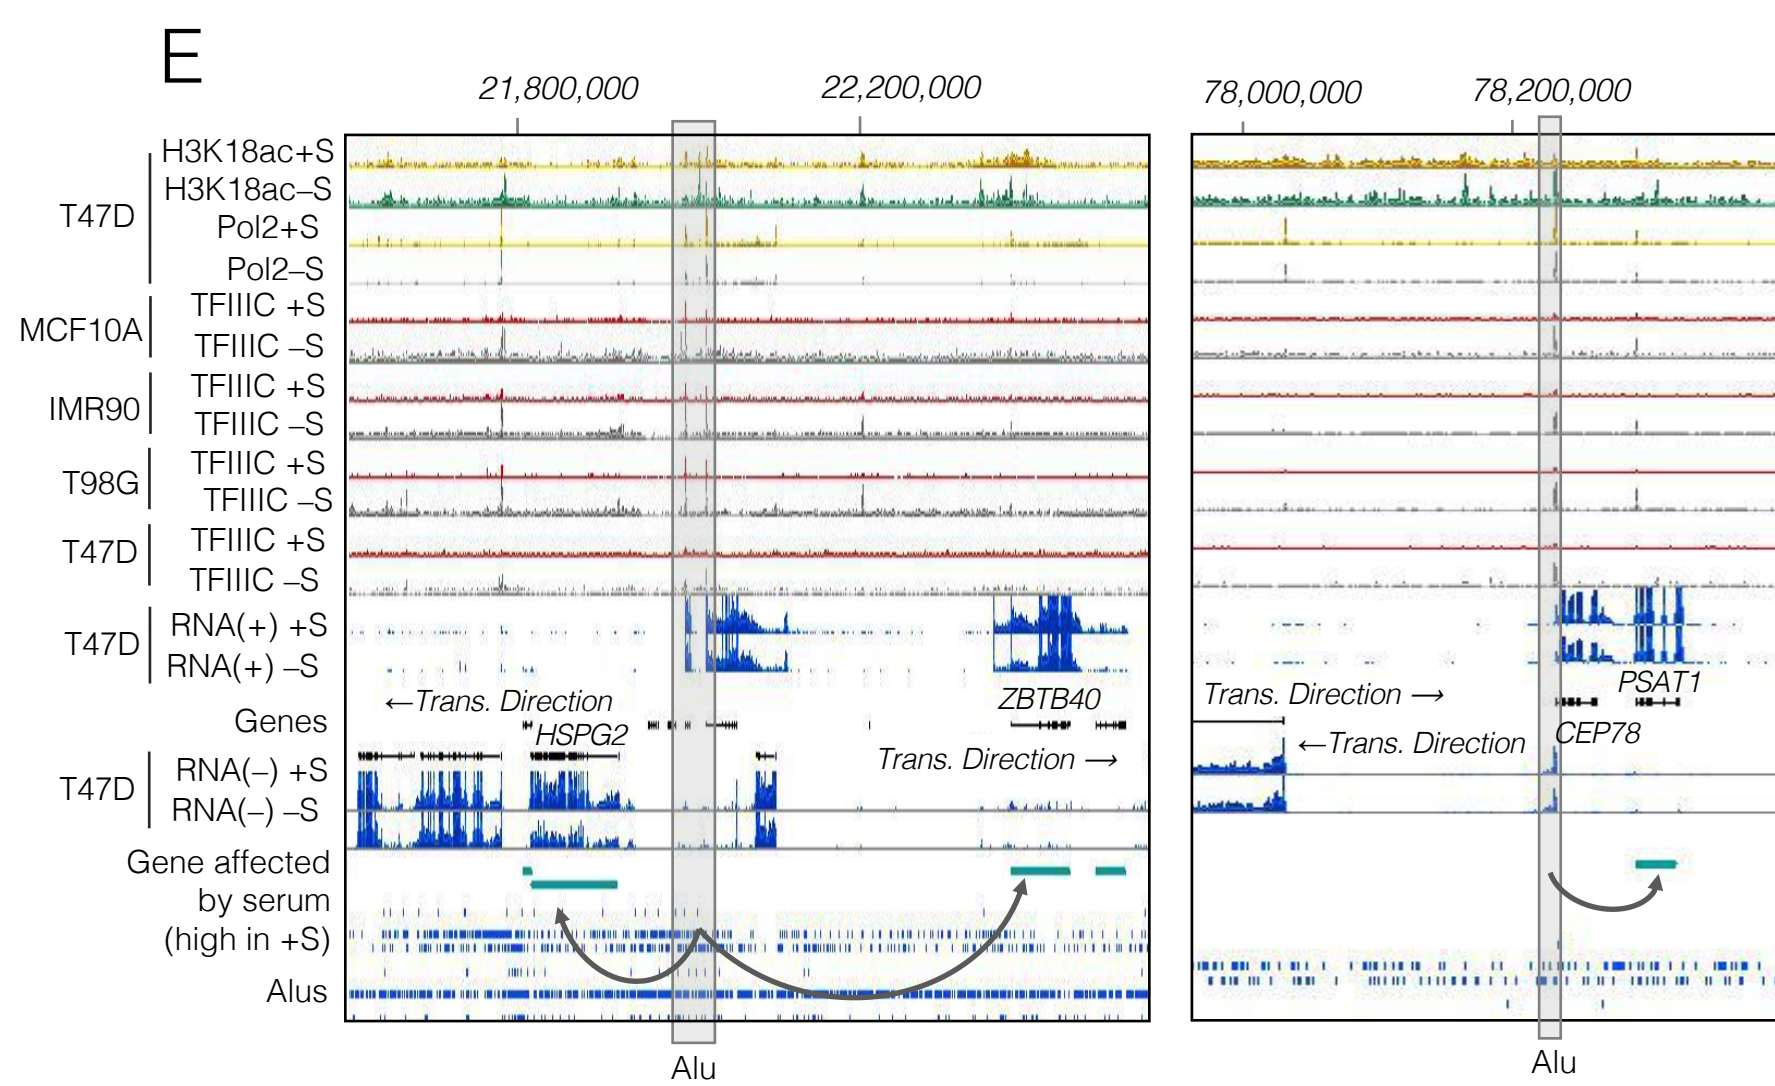 E
21,800,000
22,200,000
78,000,000
78,200,000
H3K18ac+S
H3K18ac–S
T47D
Pol2+S
Pol2–S
TFIIIC +S
MCF10A
TFIIIC –S
TFIIIC +S
IMR90
TFIIIC –S
TFIIIC +S
T98G
TFIIIC –S
TFIIIC +S
T47D
TFIIIC –S
RNA(+) +S
T47D
RNA(+) –S
←Trans. Direction
ZBTB40
Trans. Direction →
PSAT1
Genes
HSPG2
CEP78
Trans. Direction →
←Trans. Direction
RNA(–) +S
T47D
RNA(–) –S
Gene affected
by serum
(high in +S)
Alus
Alu
Alu